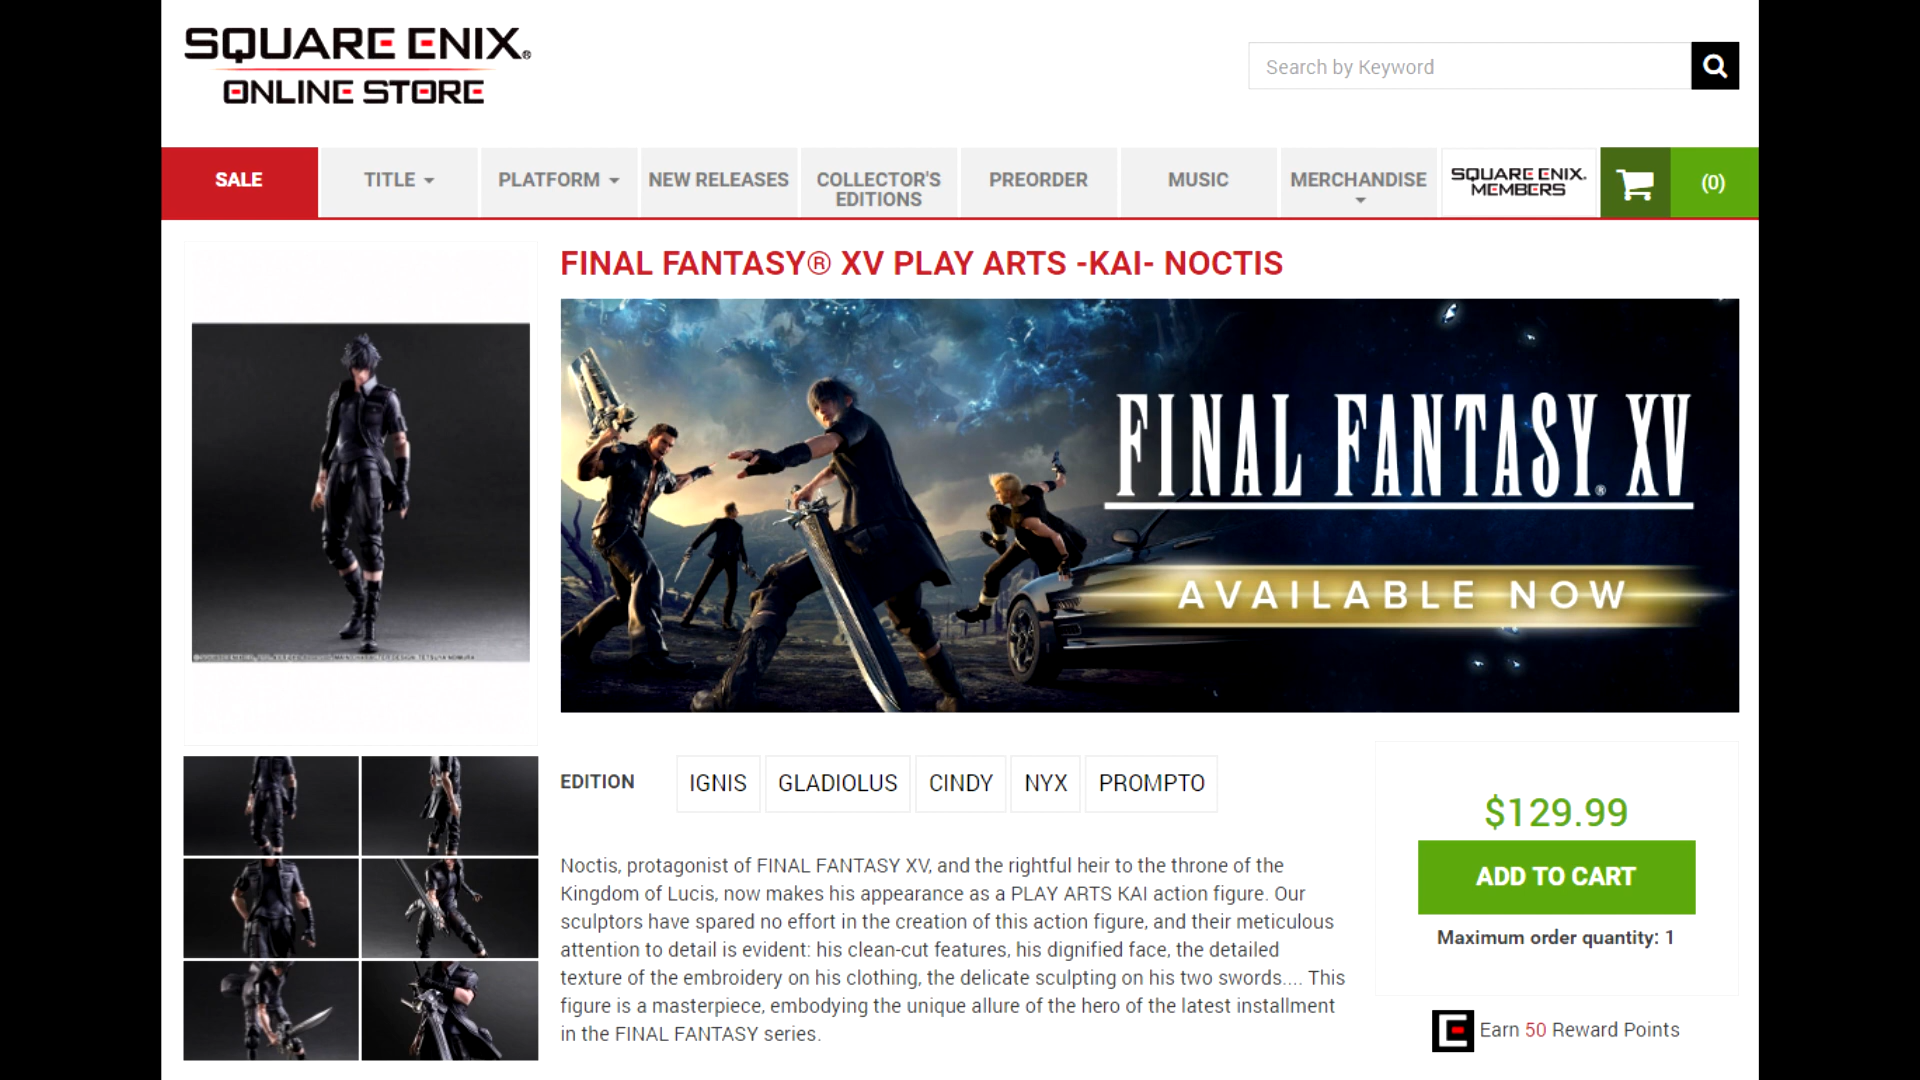 SQUARE ENIX®
ONLINE STORE
Search by Keyword
SALE
TITLE
PLATFORM
NEW RELEASES
COLLECTOR'S
EDITIONS
PREORDER
MUSIC
MERCHANDISE
SQUARE ENIX.
MEMBERS
(0)
FINAL FANTASY® XV PLAY ARTS -KAI- NOCTIS
FINAL FANTASY® XV
AVAILABLE NOW
EDITION
IGNIS
GLADIOLUS
CINDY
NYX
PROMPTO
Noctis, protagonist of FINAL FANTASY XV, and the rightful heir to the throne of the
Kingdom of Lucis, now makes his appearance as a PLAY ARTS KAI action figure. Our
sculptors have spared no effort in the creation of this action figure, and their meticulous
attention to detail is evident: his clean-cut features, his dignified face, the detailed
texture of the embroidery on his clothing, the delicate sculpting on his two swords.... This
figure is a masterpiece, embodying the unique allure of the hero of the latest installment
in the FINAL FANTASY series.
$129.99
ADD TO CART
Maximum order quantity: 1
Earn 50 Reward Points